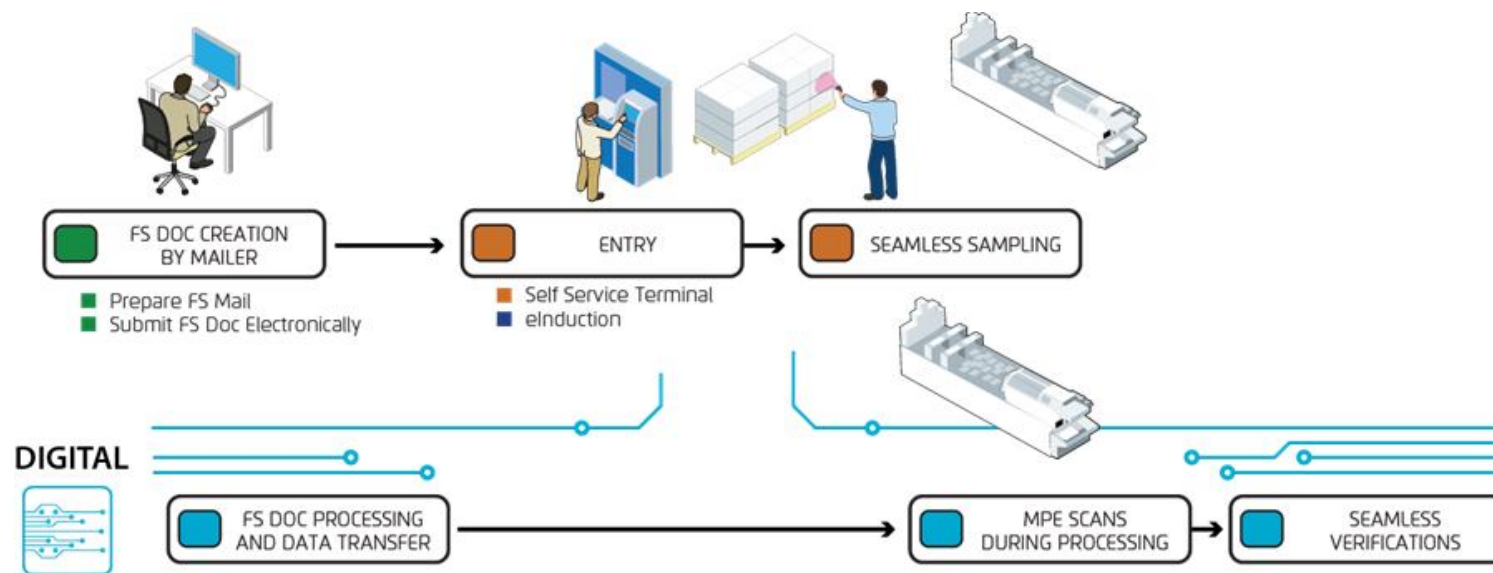 FS DOC CREATION
BY MAILER
ENTRY
SEAMLESS SAMPLING
Prepare FS Mail
Submit FS Doc Electronically
Self Service Terminal
eInduction
DIGITAL
FS DOC PROCESSING
AND DATA TRANSFER
MPE SCANS
DURING PROCESSING
SEAMLESS
VERIFICATIONS